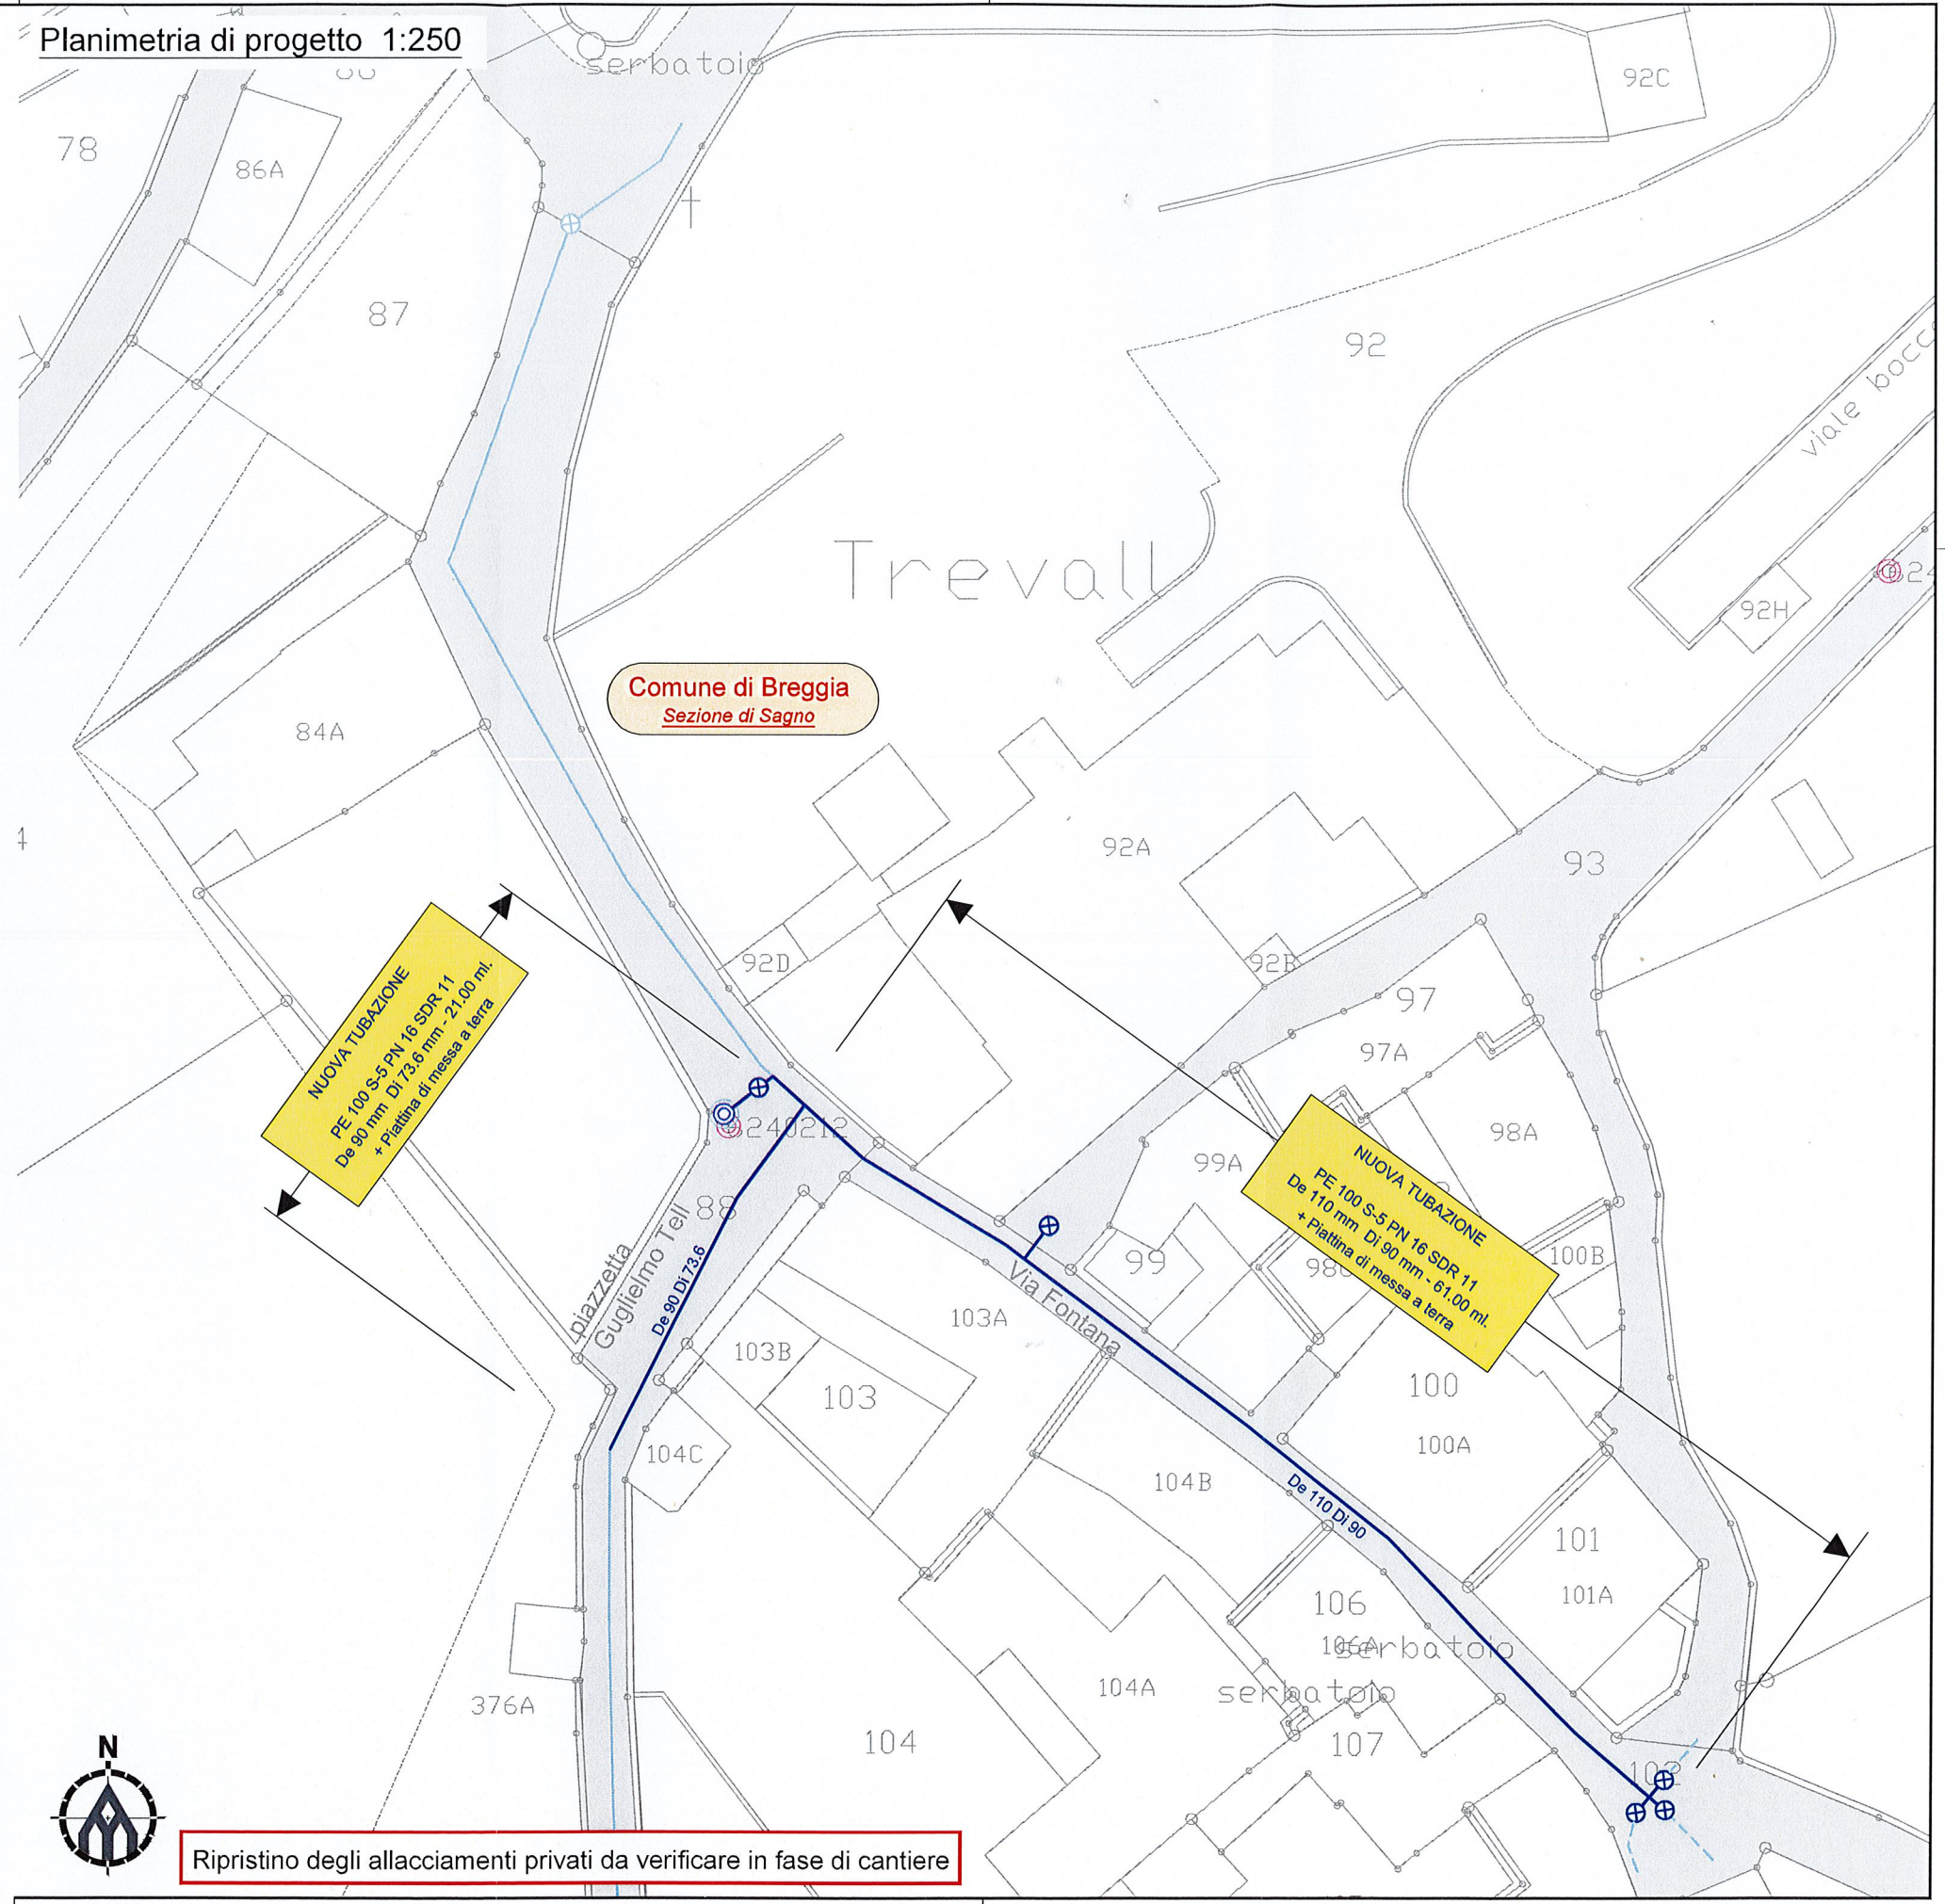 Planimetria di progetto 1:250
serbatoio
92C
78
86A
87
92
viale
Trevall
92H
Comune di Breggia
Sezione di Sagno
84A
92A
93
92D
92B
97
97A
98A
99A
NUOVA TUBAZIONE
PE 100 S-5 PN 16 SDR 11
De 90 mm Di 73.6 mm - 21.00 ml.
+ Piattina di messa a terra
240212
88
piazzetta
Guglielmo Tell
De 90 Di 73.6
NUOVA TUBAZIONE
PE 100 S-5 PN 16 SDR 11
De 110 mm Di 90 mm - 61.00 ml.
+ Piattina di messa a terra
99
100B
Via Fontana
103A
103B
103
100
100A
104C
104B
De 110 Di 90
101
101A
106
106A
serbatoio
serbatoio
376A
104A
104
107
102
N
Ripristino degli allacciamenti privati da verificare in fase di cantiere